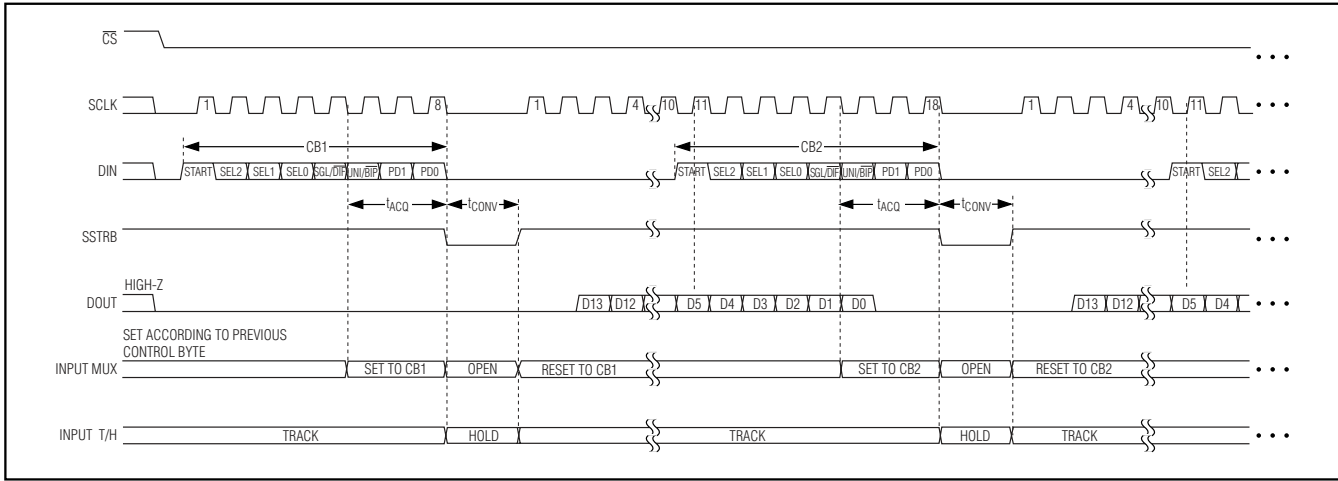 CS
SCLK 1 8 1 4 10 11 18 1 4 10 11
CB1 CB2
DIN START SEL2 SEL1 SEL0 SGL/DIF UNI/BIP PD1 PD0 START SEL2 SEL1 SEL0 SGL/DIF UNI/BIP PD1 PD0 START SEL2
tACQ tCONV tACQ tCONV
SSTRB
HIGH-Z
DOUT D13 D12 D5 D4 D3 D2 D1 D0 D13 D12 D5 D4
SET ACCORDING TO PREVIOUS
CONTROL BYTE
INPUT MUX SET TO CB1 OPEN RESET TO CB1 SET TO CB2 OPEN RESET TO CB2
INPUT T/H TRACK HOLD TRACK HOLD TRACK